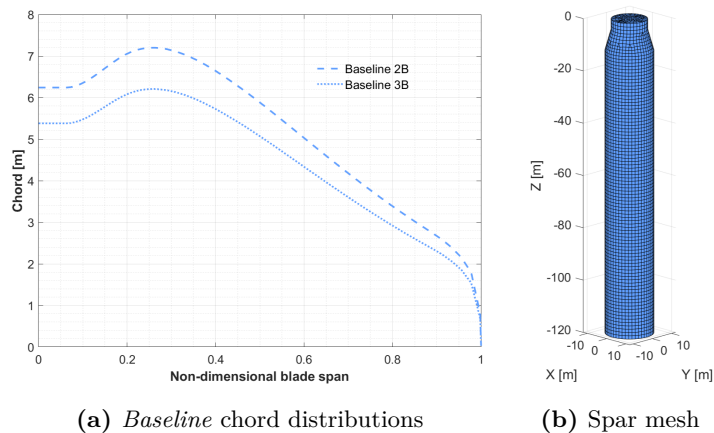 8
7
6
5
4
3
2
1
0
Chord [m]
Baseline 2B
Baseline 3B
0 0.2 0.4 0.6 0.8 1
Non-dimensional blade span
0
-20
-40
-60
-80
-100
-120
Z [m]
-10 0 10 -10 0 10
X [m] Y [m]
(a) Baseline chord distributions
(b) Spar mesh